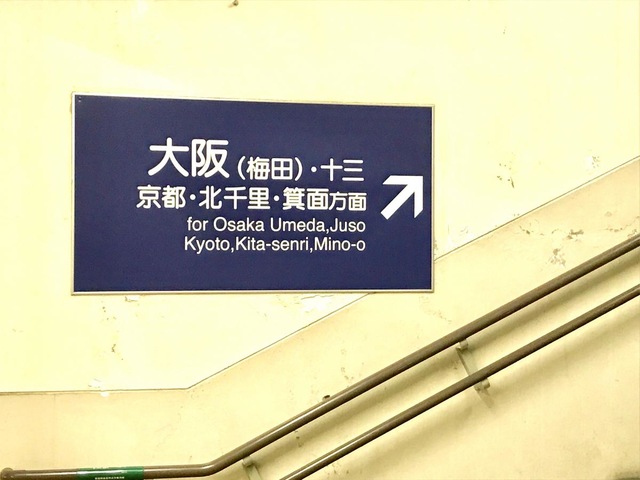 大阪(梅田)・十三
京都・北千里・箕面方面
for Osaka Umeda,Juso
Kyoto,Kita-senri,Mino-o